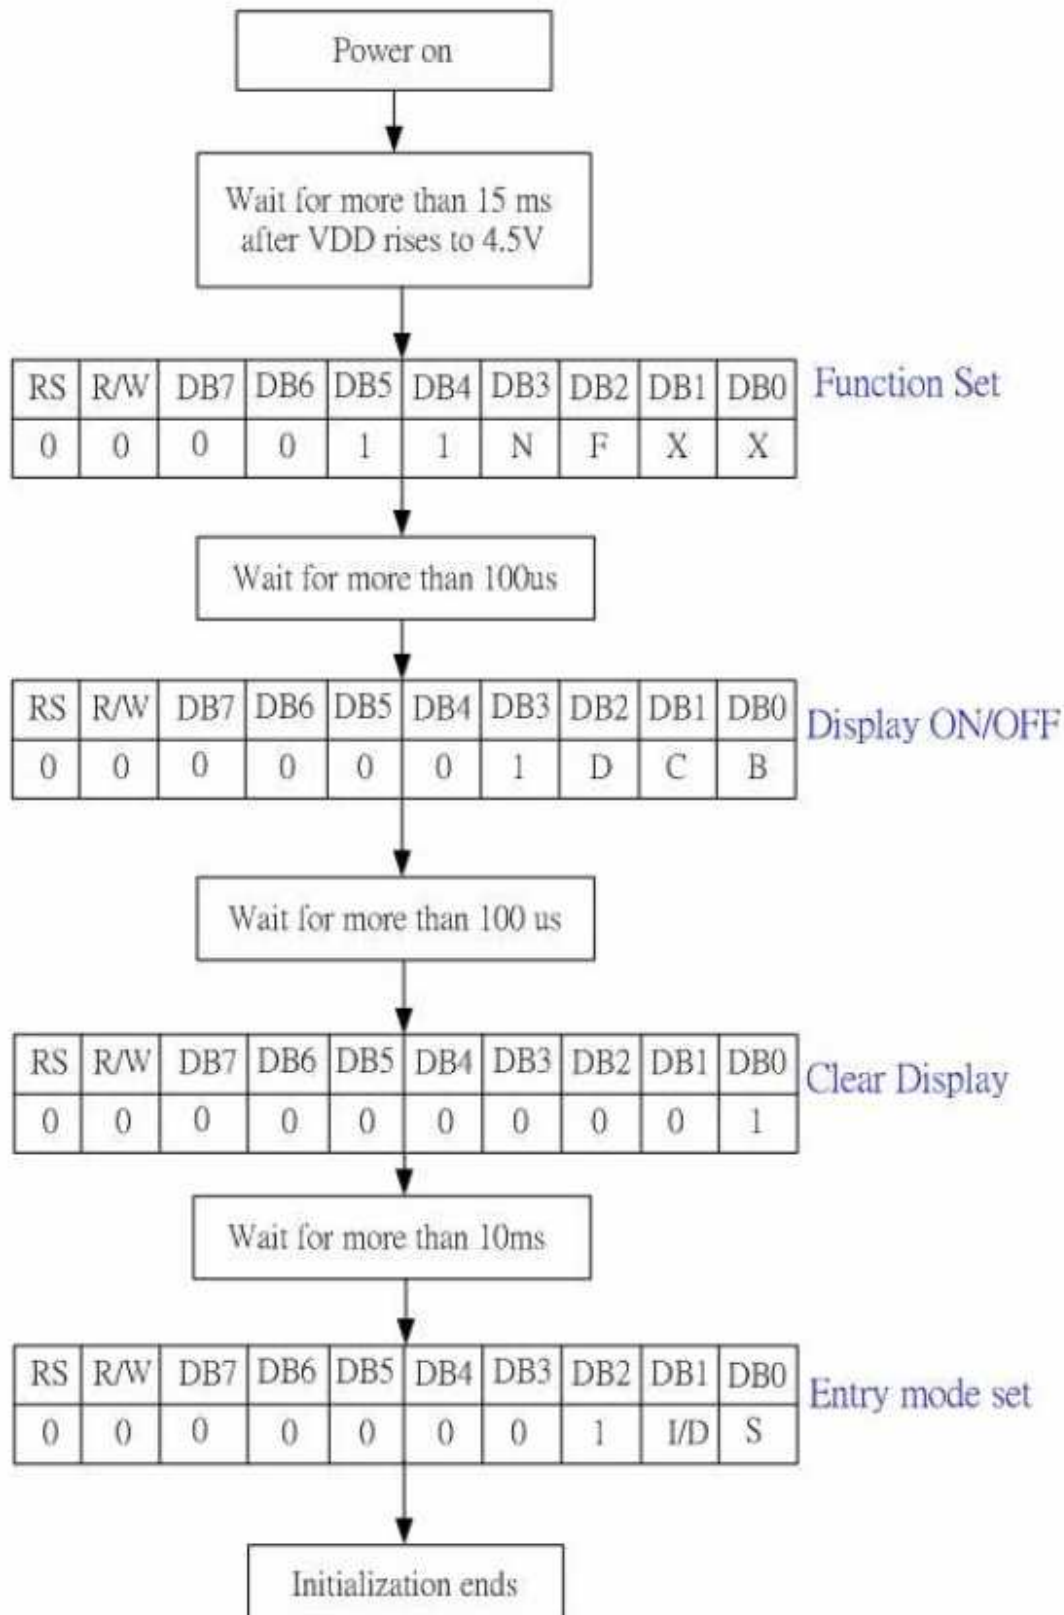 Power on
Wait for more than 15 ms
after VDD rises to 4.5V
RS R/W DB7 DB6 DB5 DB4 DB3 DB2 DB1 DB0 Function Set
0 0 0 0 1 1 N F X X
Wait for more than 100us
RS R/W DB7 DB6 DB5 DB4 DB3 DB2 DB1 DB0 Display ON/OFF
0 0 0 0 0 0 1 D C B
Wait for more than 100 us
RS R/W DB7 DB6 DB5 DB4 DB3 DB2 DB1 DB0 Clear Display
0 0 0 0 0 0 0 0 0 1
Wait for more than 10ms
RS R/W DB7 DB6 DB5 DB4 DB3 DB2 DB1 DB0 Entry mode set
0 0 0 0 0 0 0 1 I/D S
Initialization ends